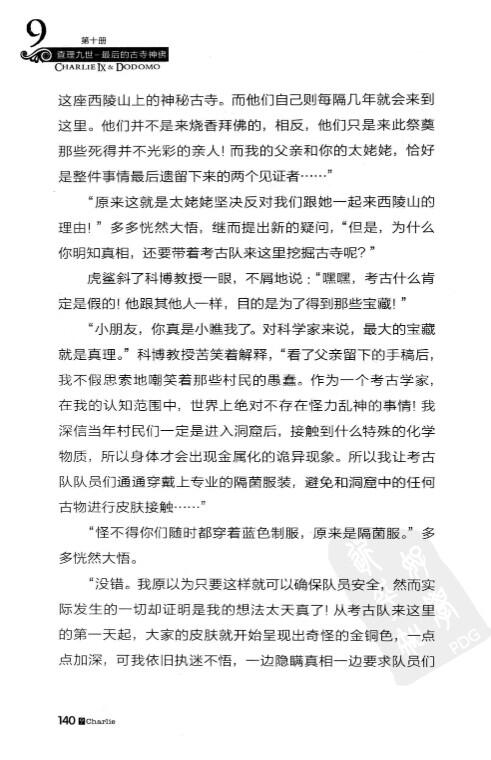 9
第十册
查理九世-最后的古寺神佛
CHARLIE IX & DODOMO
这座西陵山上的神秘古寺。而他们自己则每隔几年就会来到
这里。他们并不是来烧香拜佛的，相反，他们只是来此祭奠
那些死得并不光彩的亲人！而我的父亲和你的太姥姥，恰好
是整件事情最后遗留下来的两个见证者……”
“原来这就是太姥姥坚决反对我们跟她一起来西陵山的
理由！”多多恍然大悟，继而提出新的疑问，“但是，为什么
你明知真相，还要带着考古队来这里挖掘古寺呢？”
虎鲨斜了科博教授一眼，不屑地说：“嘿嘿，考古什么肯
定是假的！他跟其他人一样，目的是为了得到那些宝藏！”
“小朋友，你真是小瞧我了。对科学家来说，最大的宝藏
就是真理。”科博教授苦笑着解释，“看了父亲留下的手稿后，
我不假思索地嘲笑着那些村民的愚蠢。作为一个考古学家，
在我的认知范围中，世界上绝对不存在怪力乱神的事情！我
深信当年村民们一定是进入洞窟后，接触到什么特殊的化学
物质，所以身体才会出现金属化的诡异现象。所以我让考古
队队员们通通穿戴上专业的隔菌服装，避免和洞窟中的任何
古物进行皮肤接触……”
“怪不得你们随时都穿着蓝色制服，原来是隔菌服。”多
多恍然大悟。
“没错。我原以为只要这样就可以确保队员安全，然而实
际发生的一切却证明是我的想法太天真了！从考古队来这里
的第一天起，大家的皮肤就开始呈现出奇怪的金铜色，一点
点加深，可我依旧执迷不悟，一边隐瞒真相一边要求队员们
PDG
140 Charlie